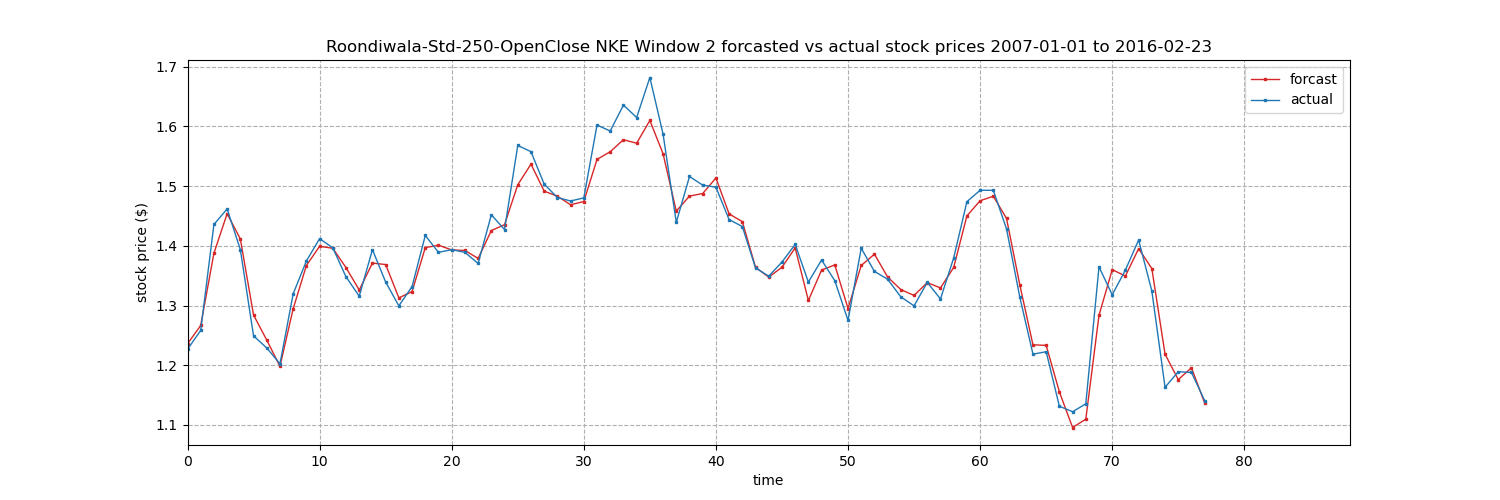 Roondiwala-Std-250-OpenClose NKE Window 2 forcasted vs actual stock prices 2007-01-01 to 2016-02-23
1.7
1.6
1.5
1.4
1.3
1.2
1.1
stock price ($)
forcast
actual
0 10 20 30 40 50 60 70 80
time